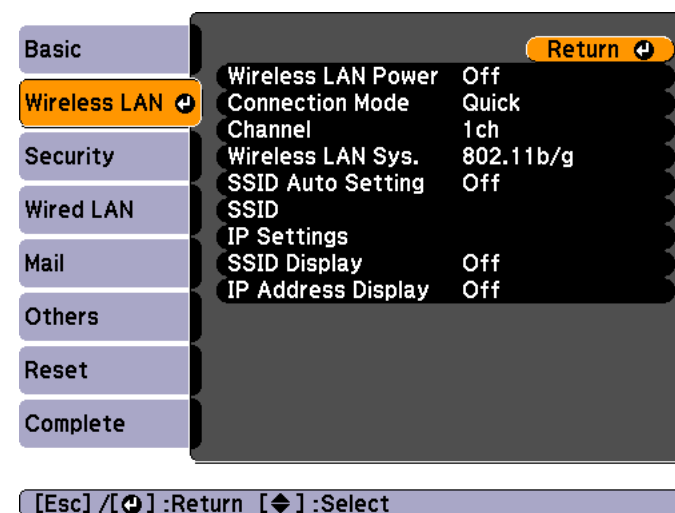 Basic
Wireless LAN
Security
Wired LAN
Mail
Others
Reset
Complete
Return
Wireless LAN Power Off
Connection Mode Quick
Channel 1ch
Wireless LAN Sys. 802.11b/g
SSID Auto Setting Off
SSID
IP Settings
SSID Display Off
IP Address Display Off
[Esc] /[ ] :Return [ ] :Select